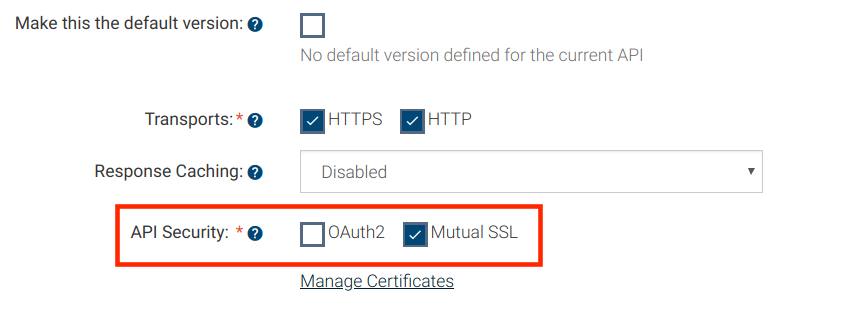 Make this the default version: ?
No default version defined for the current API
Transports:* ? HTTPS HTTP
Response Caching: ? Disabled
API Security: * ? OAuth2 Mutual SSL
Manage Certificates